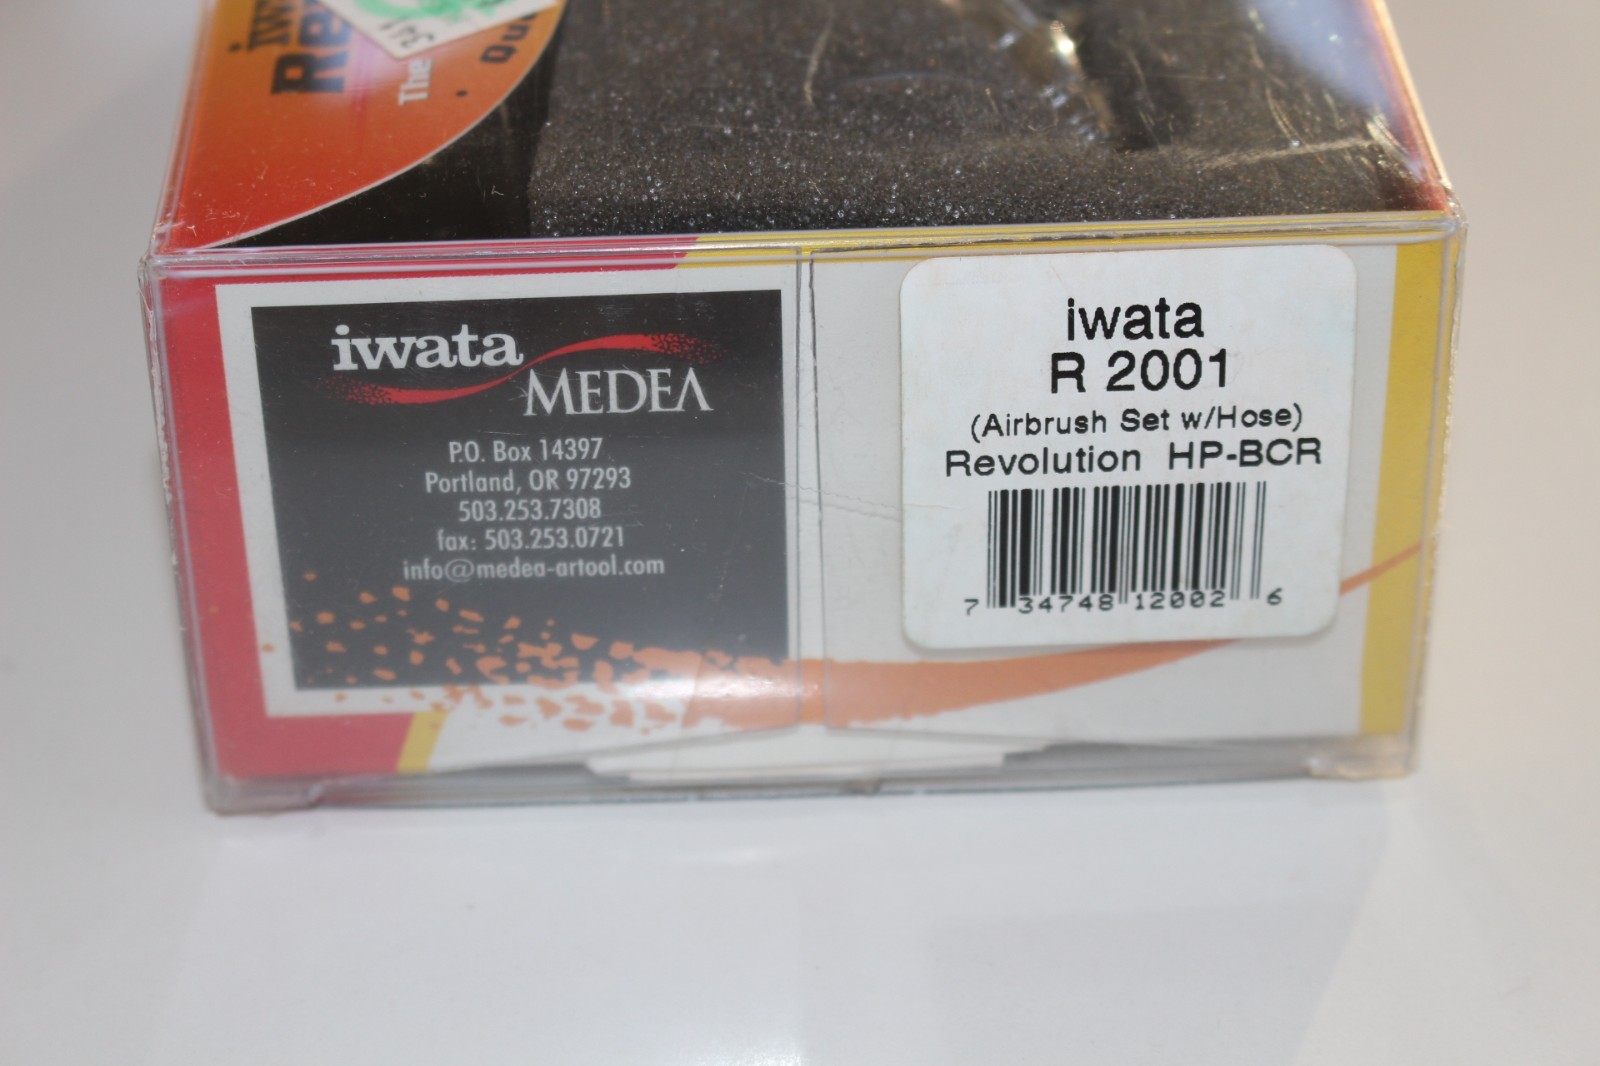 The
iwata
MEDEA
P.O. Box 14397
Portland, OR 97293
503.253.7308
fax: 503.253.0721
info@medea-artool.com
iwata
R 2001
(Airbrush Set w/Hose)
Revolution HP-BCR
7 34748 12002 6